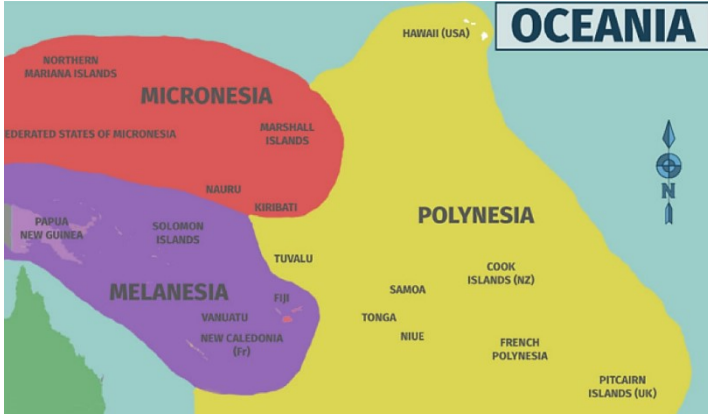 OCEANIA
HAWAII (USA)
NORTHERN
MARIANA ISLANDS
MICRONESIA
EDERATED STATES OF MICRONESIA
MARSHALL
ISLANDS
NAURU
KIRIBATI
PAPUA
NEW GUINEA
SOLOMON
ISLANDS
POLYNESIA
TUVALU
MELANESIA
FIJI
VANUATU
NEW CALEDONIA
(Fr)
SAMOA
COOK
ISLANDS (NZ)
TONGA
NIUE
FRENCH
POLYNESIA
PITCAIRN
ISLANDS (UK)
N